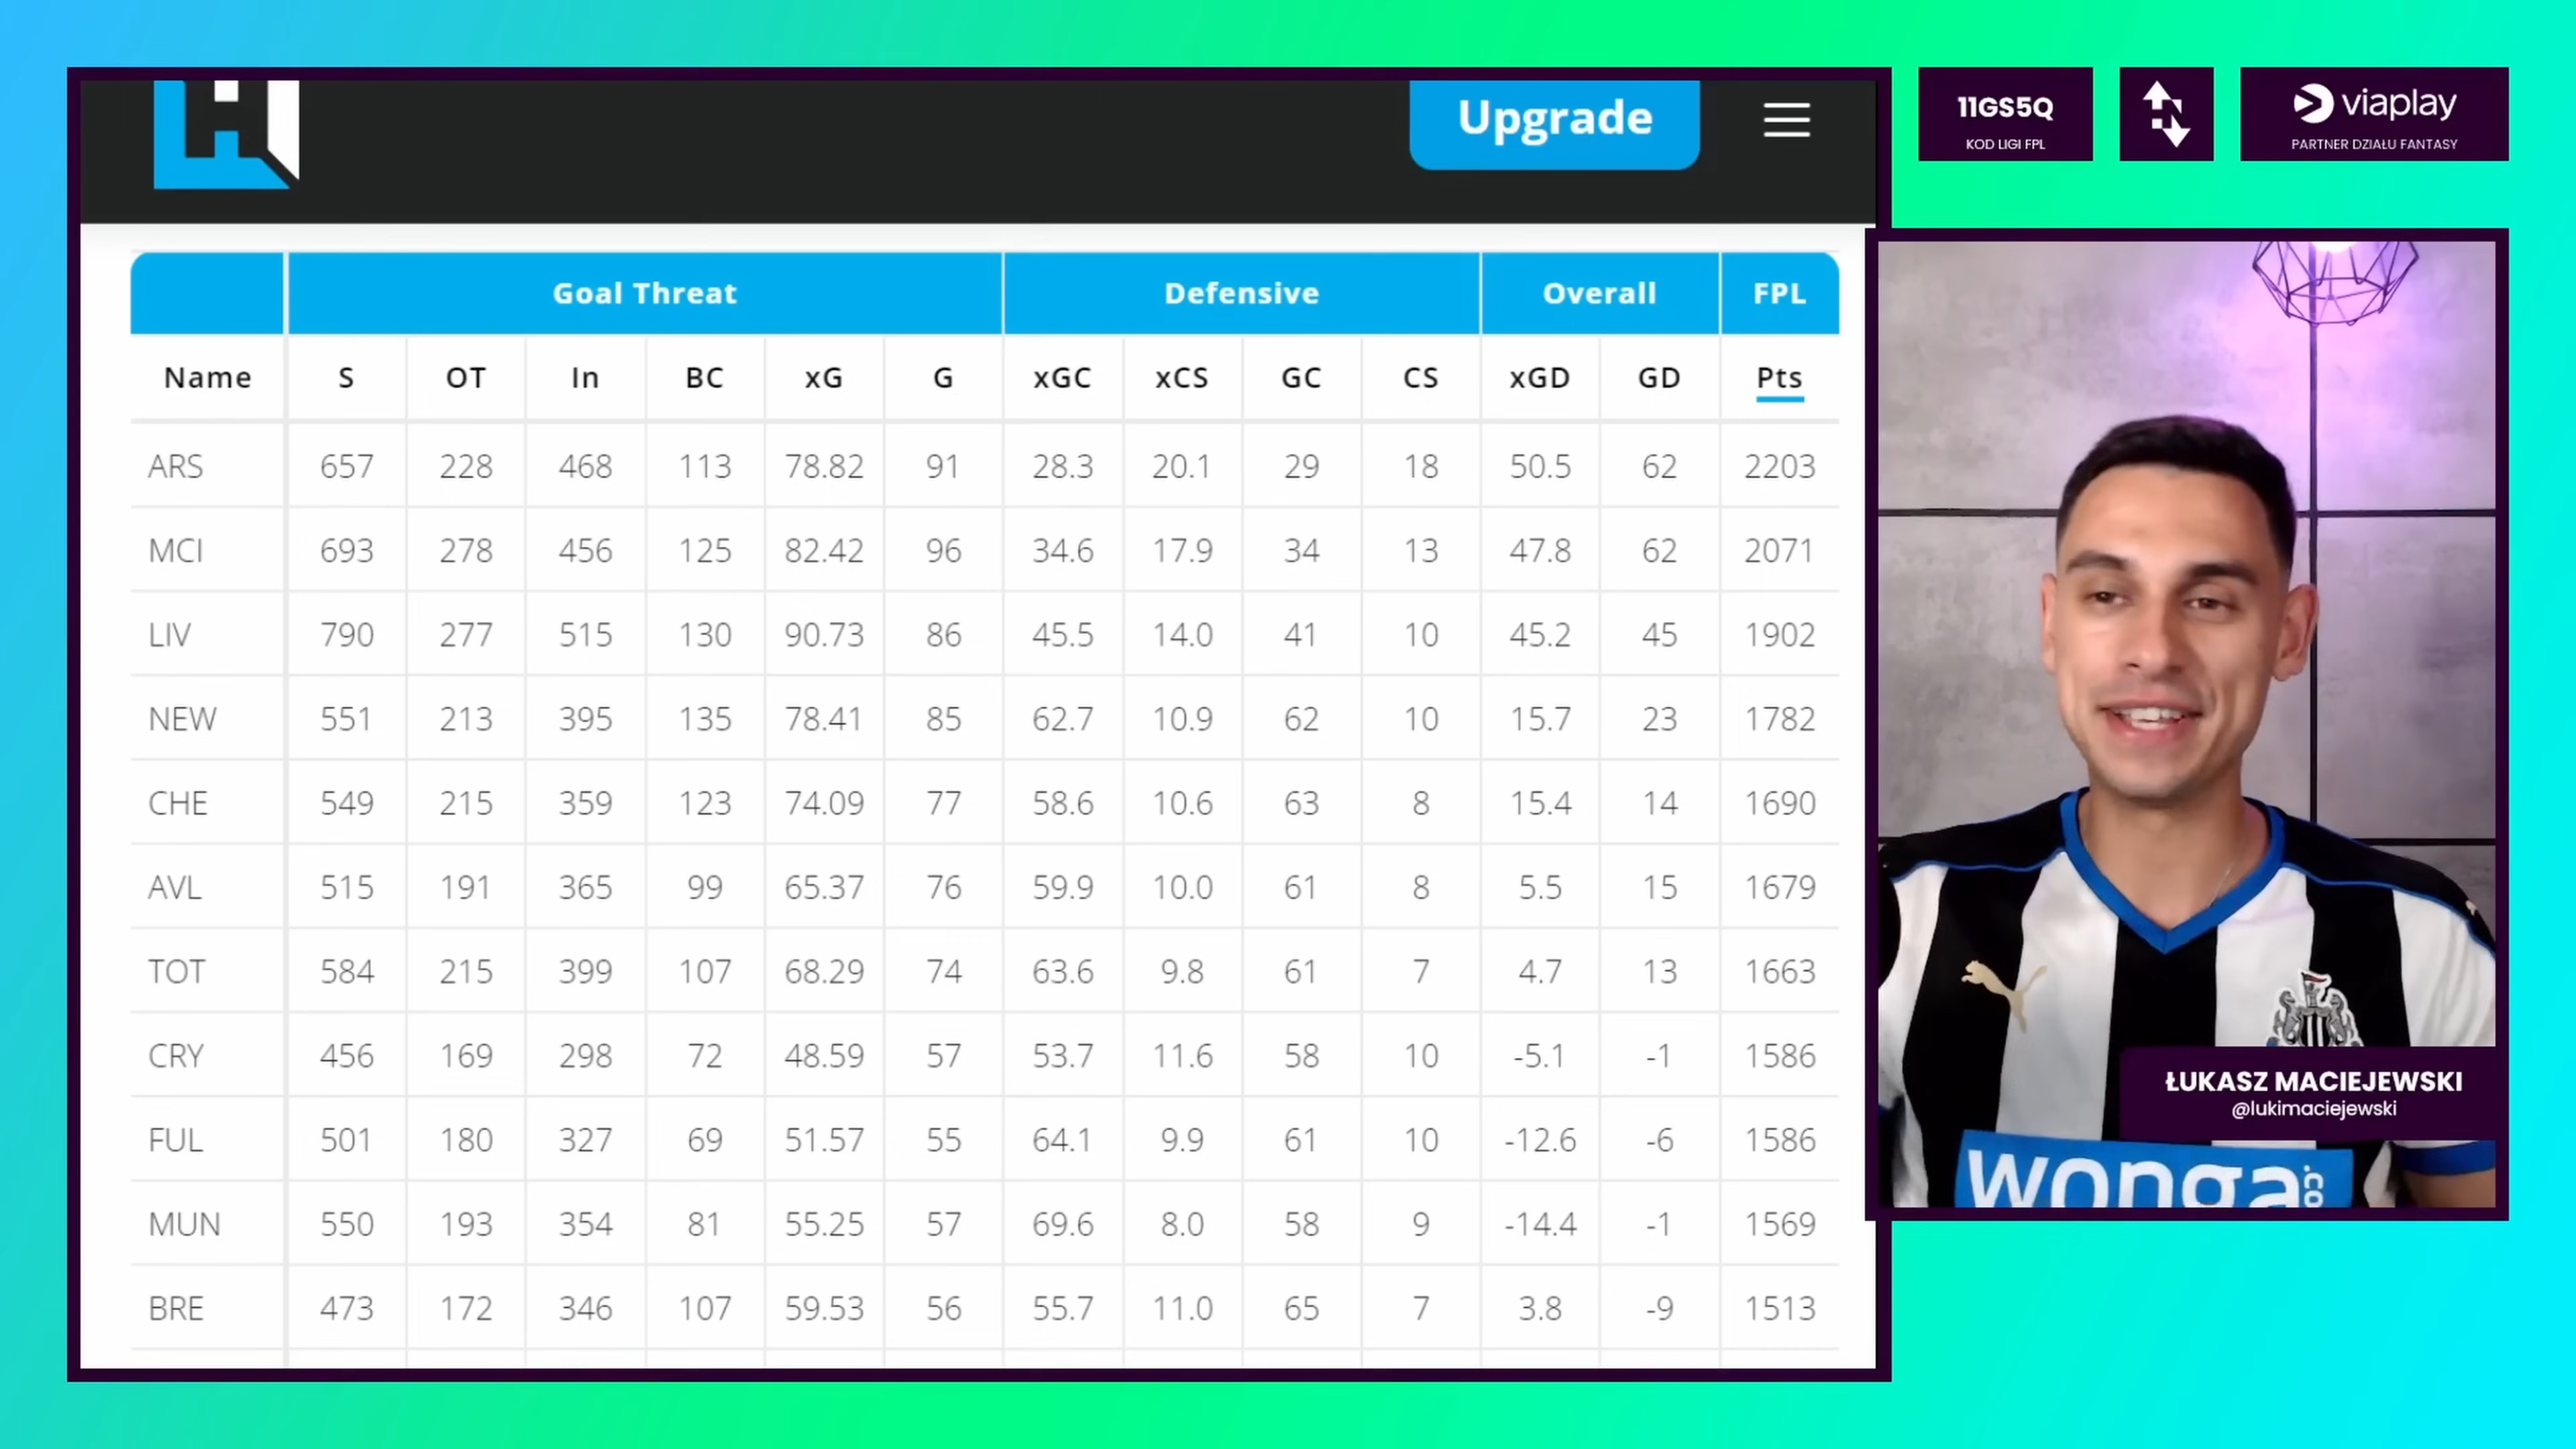 Upgrade
11GS5Q
KOD LIGI FPL
viaplay
PARTNER DZIAŁU FANTASY
Goal Threat Defensive Overall FPL
Name S OT In BC xG G xGC xCS GC CS xGD GD Pts
ARS 657 228 468 113 78.82 91 28.3 20.1 29 18 50.5 62 2203
MCI 693 278 456 125 82.42 96 34.6 17.9 34 13 47.8 62 2071
LIV 790 277 515 130 90.73 86 45.5 14.0 41 10 45.2 45 1902
NEW 551 213 395 135 78.41 85 62.7 10.9 62 10 15.7 23 1782
CHE 549 215 359 123 74.09 77 58.6 10.6 63 8 15.4 14 1690
AVL 515 191 365 99 65.37 76 59.9 10.0 61 8 5.5 15 1679
TOT 584 215 399 107 68.29 74 63.6 9.8 61 7 4.7 13 1663
CRY 456 169 298 72 48.59 57 53.7 11.6 58 10 -5.1 -1 1586
FUL 501 180 327 69 51.57 55 64.1 9.9 61 10 -12.6 -6 1586
MUN 550 193 354 81 55.25 57 69.6 8.0 58 9 -14.4 -1 1569
BRE 473 172 346 107 59.53 56 55.7 11.0 65 7 3.8 -9 1513
ŁUKASZ MACIEJEWSKI
@lukimaciejewski
wonga.co